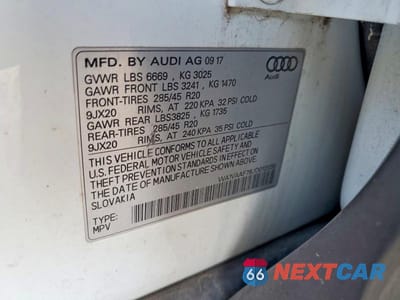 MFD. BY AUDI AG 09 17
GVWR LBS 6669 , KG 3025
GAWR FRONT LBS 3241 , KG 1470
FRONT-TIRES 285/45 R20
9JX20 RIMS, AT 220 KPA 32 PSI COLD
GAWR REAR LBS3625 , KG 1735
REAR-TIRES 285/45 R20
9JX20 RIMS, AT 240 KPA 35 PSI COLD
THIS VEHICLE CONFORMS TO ALL APPLICABLE
U.S. FEDERAL MOTOR VEHICLE SAFETY AND
THEFT PREVENTION STANDARDS IN EFFECT ON
THE DATE OF MANUFACTURE SHOWN ABOVE
SLOVAKIA
TYPE:
MPV
Audi
66 NEXTCAR